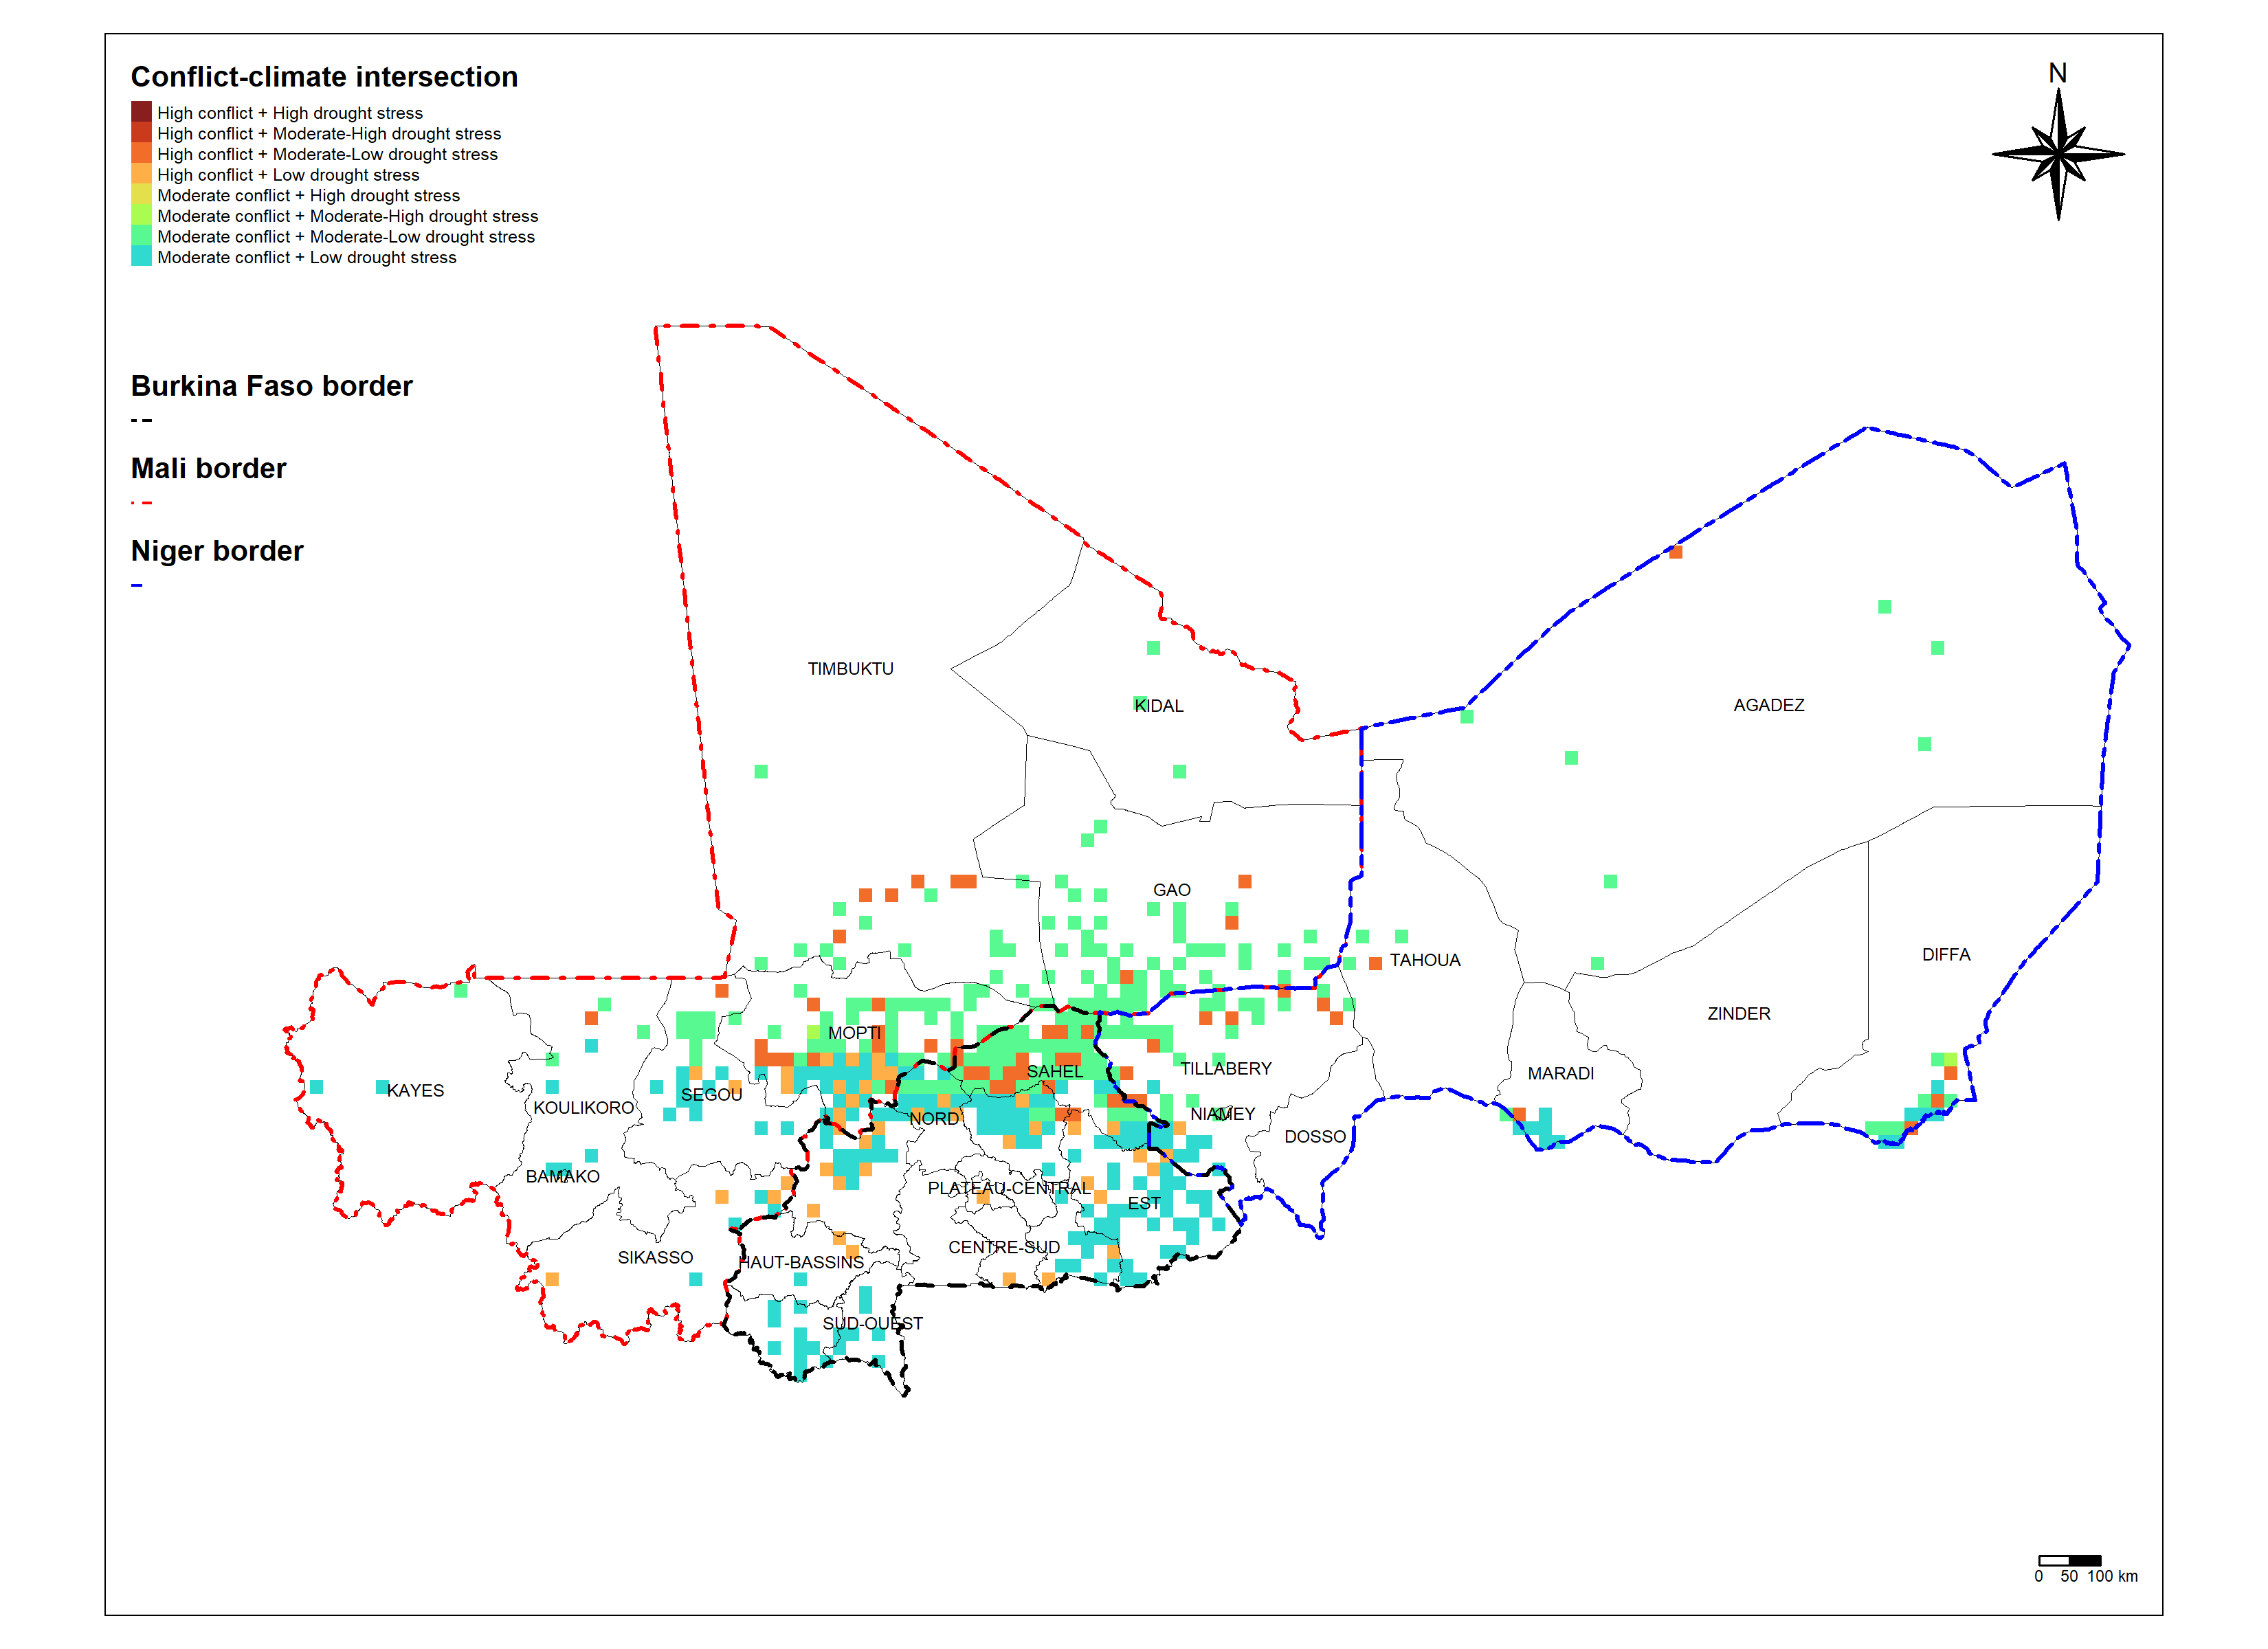 Conflict-climate intersection
High conflict + High drought stress
High conflict + Moderate-High drought stress
High conflict + Moderate-Low drought stress
High conflict + Low drought stress
Moderate conflict + High drought stress
Moderate conflict + Moderate-High drought stress
Moderate conflict + Moderate-Low drought stress
Moderate conflict + Low drought stress
N
Burkina Faso border
Mali border
Niger border
TIMBUKTU
KIDAL
AGADEZ
GAO
TAHOUA
DIFFA
ZINDER
MOPTI
SAHEL
TILLABERY
MARADI
KAYES
SEGOU
KOULIKORO
NORD
NIAMEY
DOSSO
BAMAKO
PLATEAU-CENTRAL
EST
CENTRE-SUD
SIKASSO
HAUT-BASSINS
SUD-OUEST
0 50 100 km